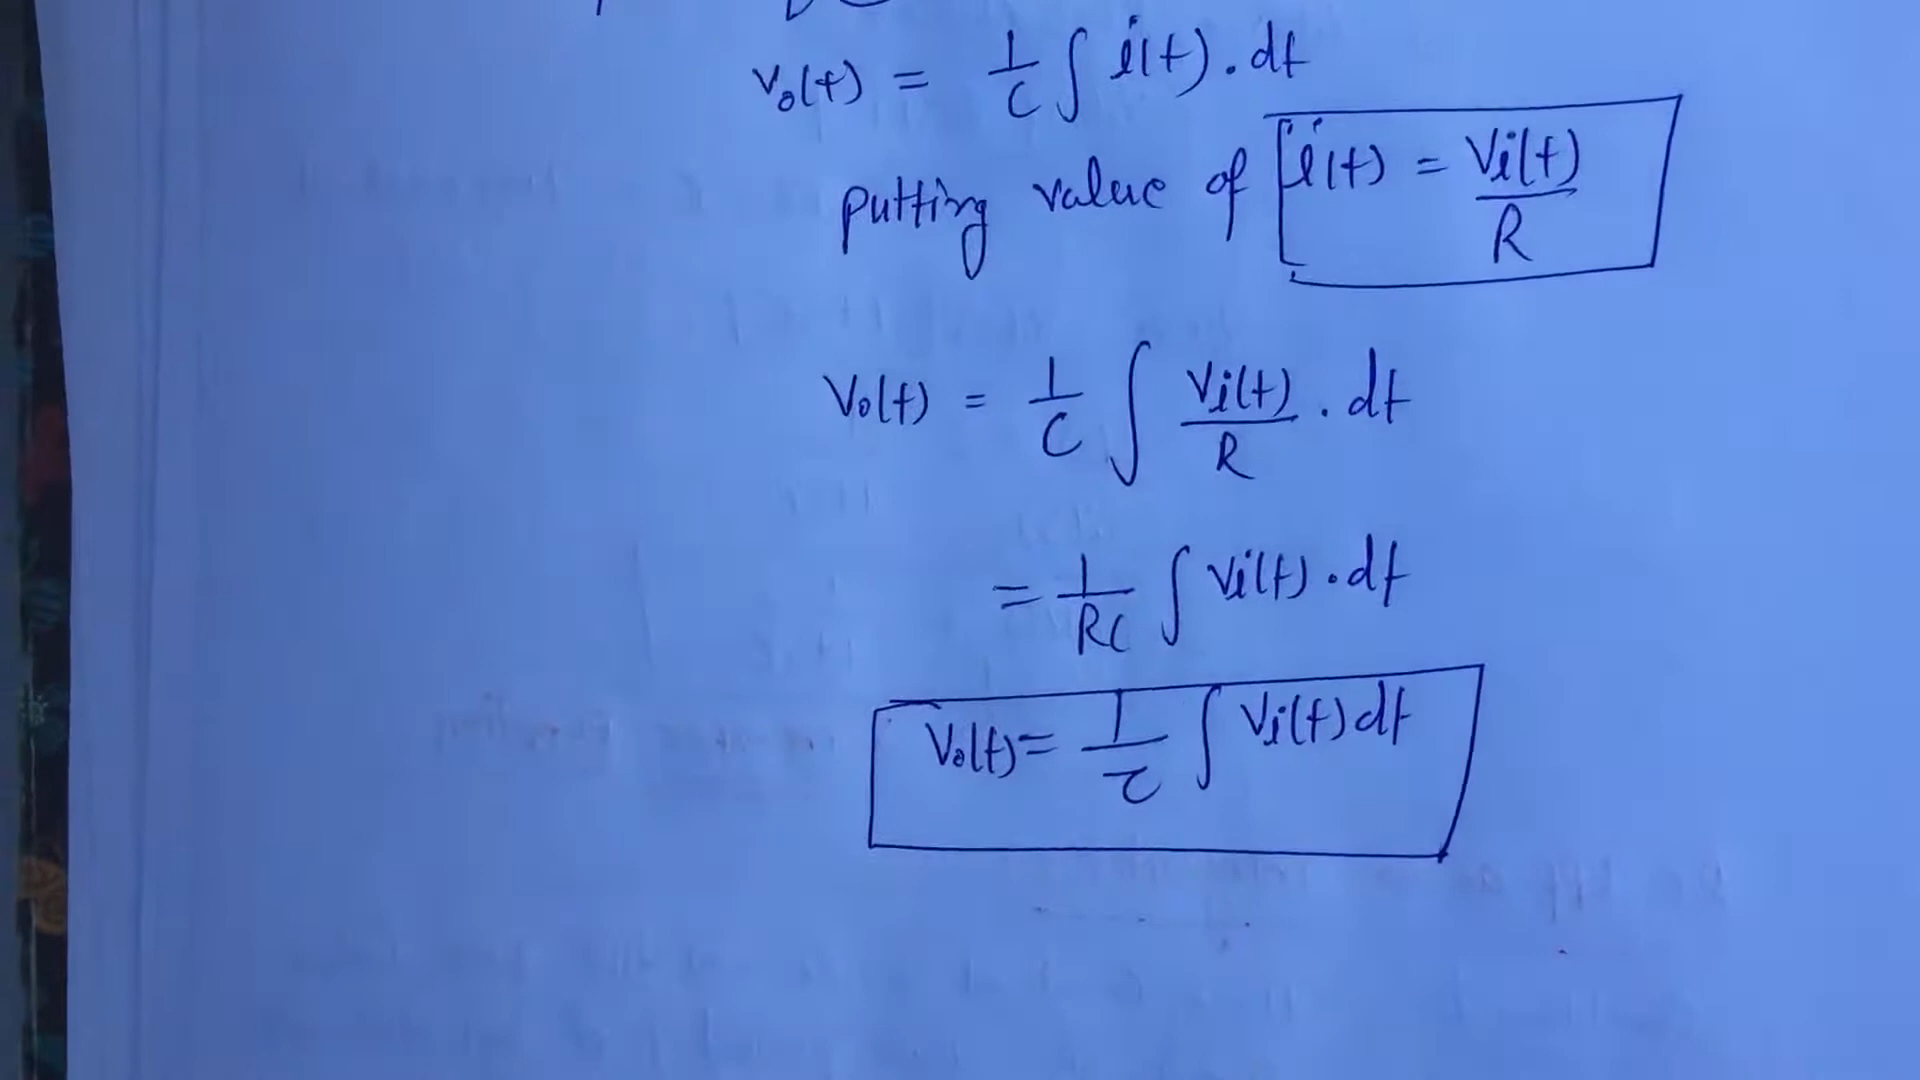 V₀(t) = 1/C ∫ i(t). dt
putting value of i(t) = Vi(t)/R
V₀(t) = 1/C ∫ Vi(t)/R . dt
= 1/RC ∫ Vi(t) . dt
V₀(t) = 1/τ ∫ Vi(t) dt